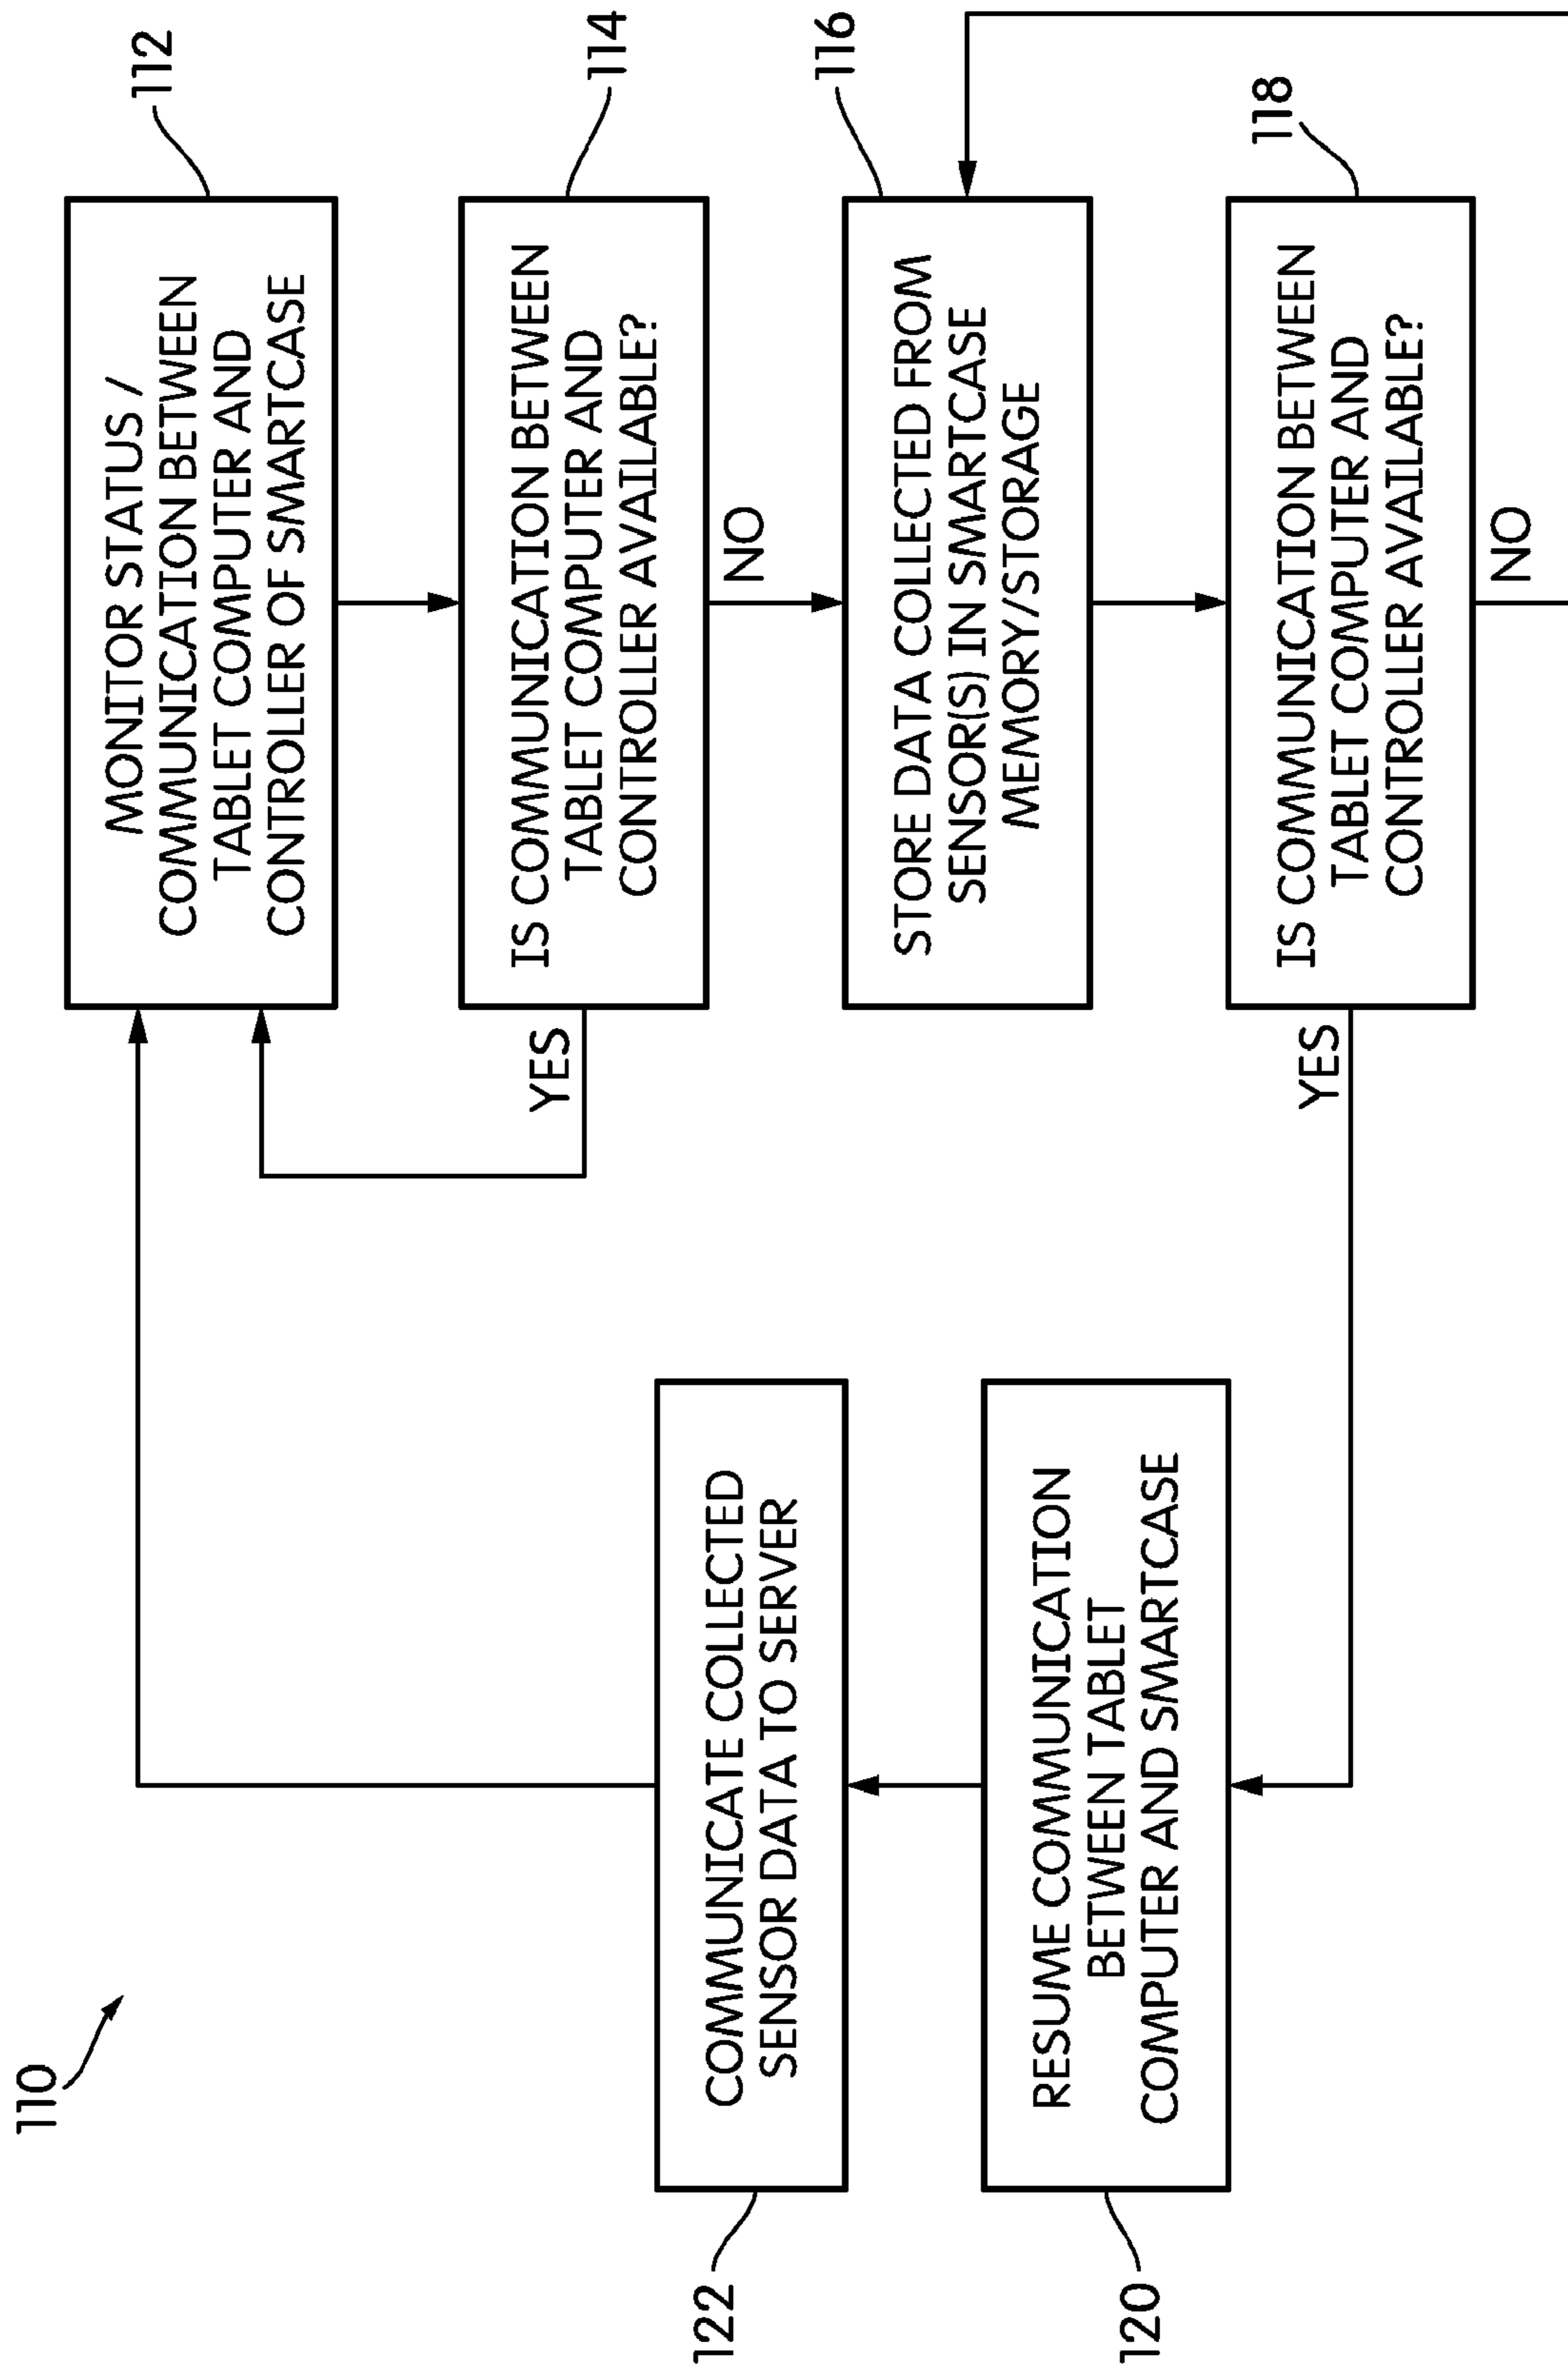 110
112
MONITOR STATUS /
COMMUNICATION BETWEEN
TABLET COMPUTER AND
CONTROLLER OF SMARTCASE
114
IS COMMUNICATION BETWEEN
TABLET COMPUTER AND
CONTROLLER AVAILABLE?
YES
NO
116
STORE DATA COLLECTED FROM
SENSOR(S) IN SMARTCASE
MEMORY/STORAGE
118
IS COMMUNICATION BETWEEN
TABLET COMPUTER AND
CONTROLLER AVAILABLE?
YES
NO
122
COMMUNICATE COLLECTED
SENSOR DATA TO SERVER
120
RESUME COMMUNICATION
BETWEEN TABLET
COMPUTER AND SMARTCASE